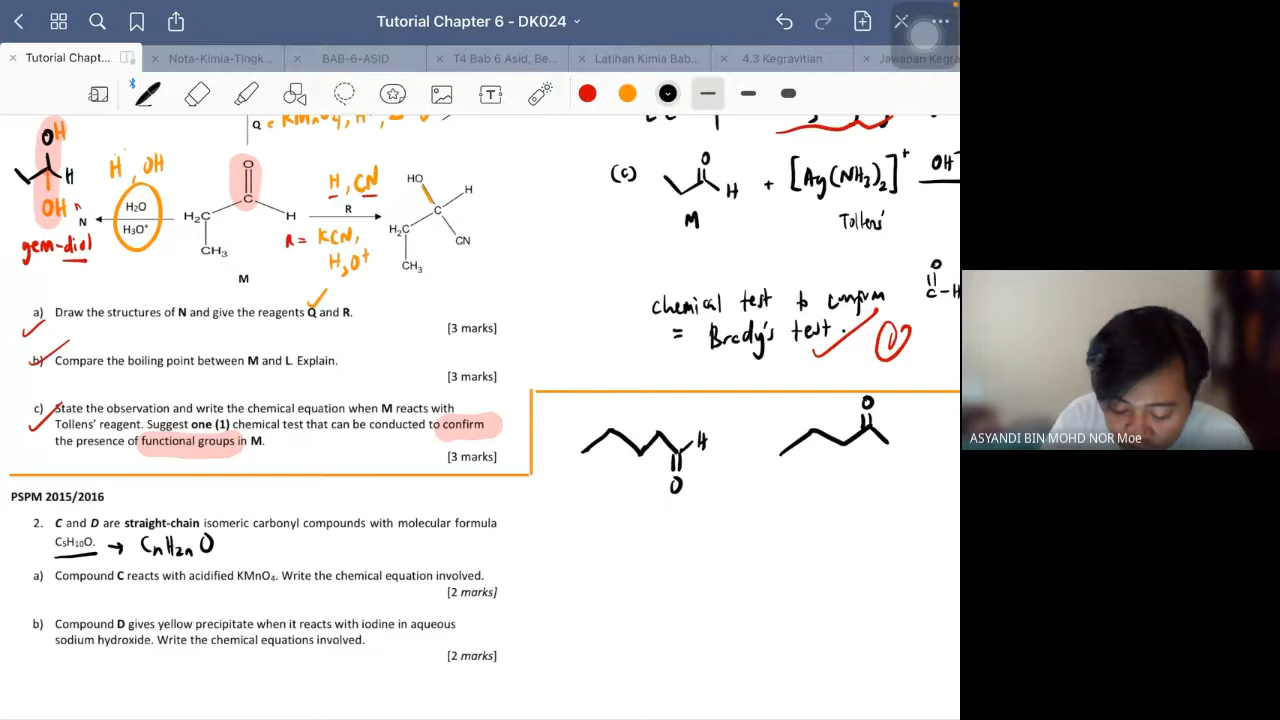 Tutorial Chapter 6 - DK024
Tutorial Chapt...
Nota-Kimia-Tingk...
BAB-6-ASID
T4 Bab 6 Asid, Be...
Latihan Kimia Bab...
4.3 Kegravitian
Jawapan Kegra
Q = KMnO4, H+
OH
H
OH
N
gem-diol
H, OH
H2O
H3O+
O
C
H2C
H
CH3
M
H, CN
R
R = KCN,
H3O+
HO
H
C
H2C
CN
CH3
(c)
O
H
M
+ [Ag(NH3)2]+
OH-
Tollens'
O
C-H
chemical test to confirm
= Brady's test.
a) Draw the structures of N and give the reagents Q and R.
[3 marks]
b) Compare the boiling point between M and L. Explain.
[3 marks]
c) State the observation and write the chemical equation when M reacts with
Tollens' reagent. Suggest one (1) chemical test that can be conducted to confirm
the presence of functional groups in M.
[3 marks]
H
O
O
ASYANDI BIN MOHD NOR Moe
PSPM 2015/2016
2. C and D are straight-chain isomeric carbonyl compounds with molecular formula
C5H10O. → CnH2nO
a) Compound C reacts with acidified KMnO4. Write the chemical equation involved.
[2 marks]
b) Compound D gives yellow precipitate when it reacts with iodine in aqueous
sodium hydroxide. Write the chemical equations involved.
[2 marks]